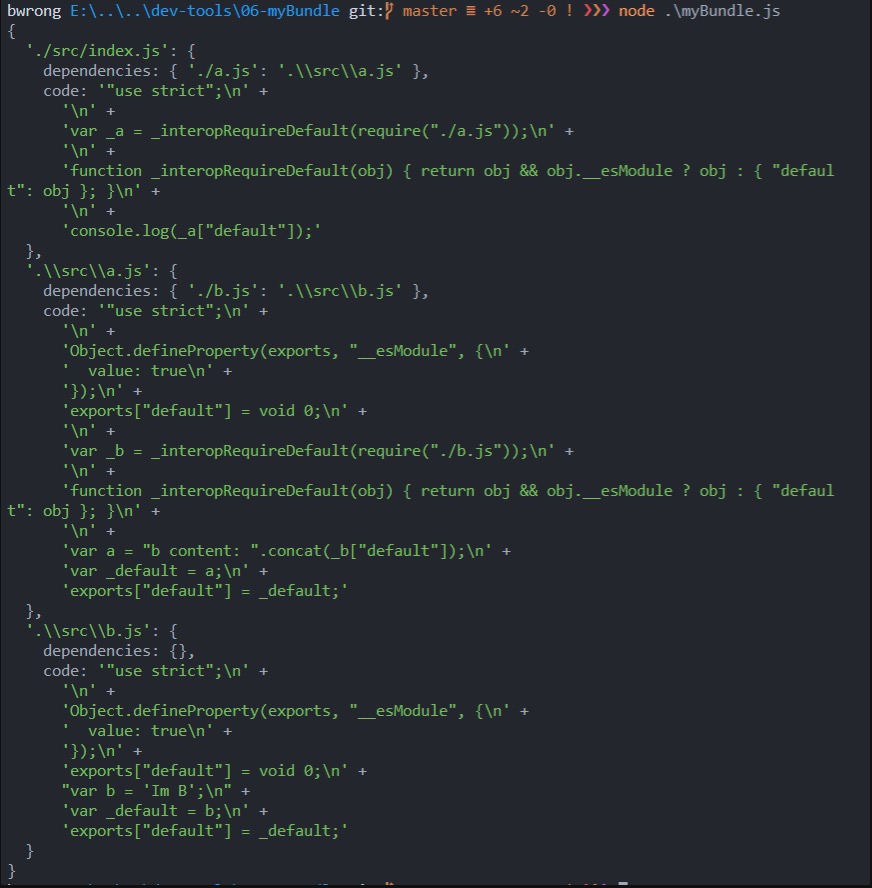 bwrong E:\..\..\dev-tools\06-myBundle git: master ≣ +6 ~2 -0 ! ❯❯❯ node .\myBundle.js
{
  './src/index.js': {
    dependencies: { './a.js': '.\\src\\a.js' },
    code: '"use strict";\n' +
      '\n' +
      'var _a = _interopRequireDefault(require("./a.js"));\n' +
      '\n' +
      'function _interopRequireDefault(obj) { return obj && obj.__esModule ? obj : { "defaul
t": obj }; }\n' +
      '\n' +
      'console.log(_a["default"]);'
  },
  '.\\src\\a.js': {
    dependencies: { './b.js': '.\\src\\b.js' },
    code: '"use strict";\n' +
      '\n' +
      'Object.defineProperty(exports, "__esModule", {\n' +
      '  value: true\n' +
      '});\n' +
      'exports["default"] = void 0;\n' +
      '\n' +
      'var _b = _interopRequireDefault(require("./b.js"));\n' +
      '\n' +
      'function _interopRequireDefault(obj) { return obj && obj.__esModule ? obj : { "defaul
t": obj }; }\n' +
      '\n' +
      'var a = "b content: ".concat(_b["default"]);\n' +
      'var _default = a;\n' +
      'exports["default"] = _default;'
  },
  '.\\src\\b.js': {
    dependencies: {},
    code: '"use strict";\n' +
      '\n' +
      'Object.defineProperty(exports, "__esModule", {\n' +
      '  value: true\n' +
      '});\n' +
      'exports["default"] = void 0;\n' +
      "var b = 'Im B';\n" +
      'var _default = b;\n' +
      'exports["default"] = _default;'
  }
}